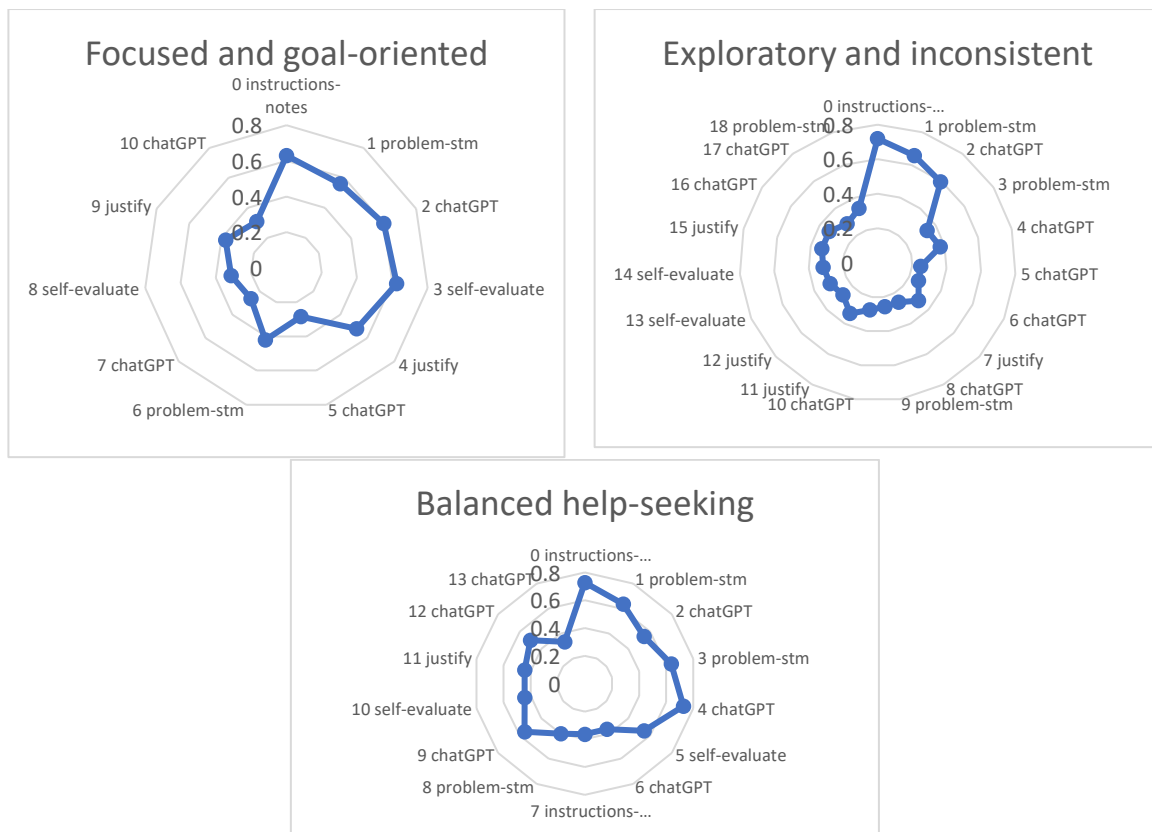 Focused and goal-oriented
0 instructions-
notes
1 problem-stm
2 chatGPT
3 self-evaluate
4 justify
5 chatGPT
6 problem-stm
7 chatGPT
8 self-evaluate
9 justify
10 chatGPT
0.8
0.6
0.4
0.2
0
Exploratory and inconsistent
0 instructions-...
1 problem-stm
2 chatGPT
3 problem-stm
4 chatGPT
5 chatGPT
6 chatGPT
7 justify
8 chatGPT
9 problem-stm
10 chatGPT
11 justify
12 justify
13 self-evaluate
14 self-evaluate
15 justify
16 chatGPT
17 chatGPT
18 problem-stm
0.8
0.6
0.4
0.2
0
Balanced help-seeking
0 instructions-...
1 problem-stm
2 chatGPT
3 problem-stm
4 chatGPT
5 self-evaluate
6 chatGPT
7 instructions-...
8 problem-stm
9 chatGPT
10 self-evaluate
11 justify
12 chatGPT
13 chatGPT
0.8
0.6
0.4
0.2
0